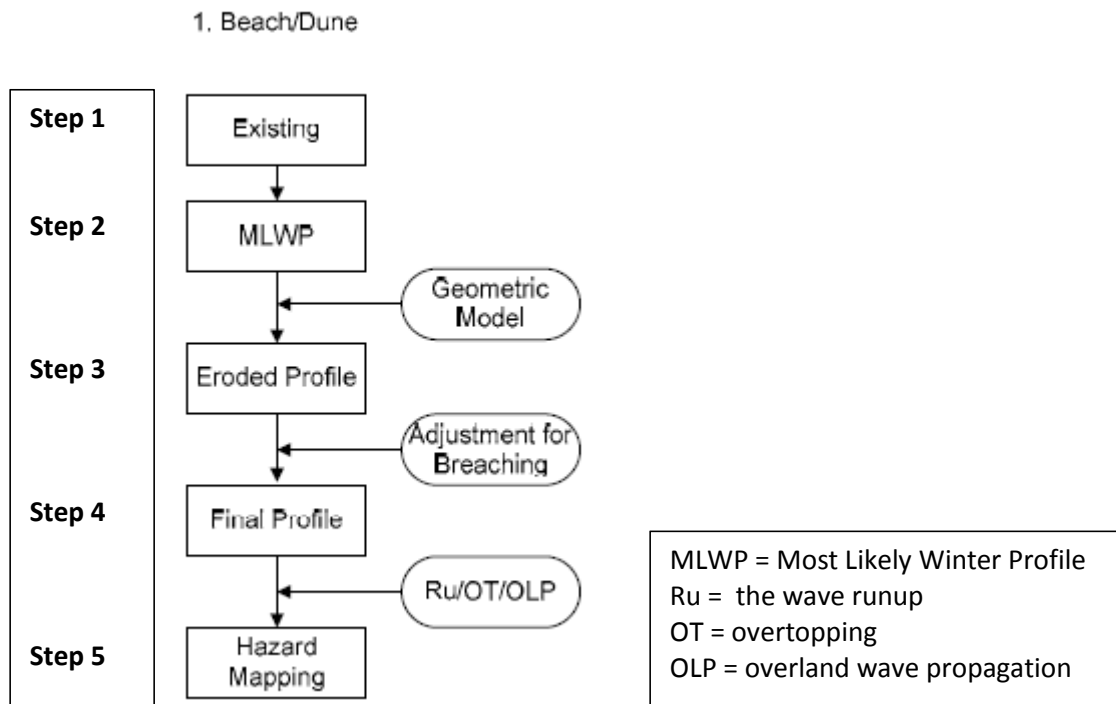 1. Beach/Dune
Step 1
Existing
Step 2
MLWP
Geometric
Model
Step 3
Eroded Profile
Adjustment for
Breaching
Step 4
Final Profile
Ru/OT/OLP
Step 5
Hazard
Mapping
MLWP = Most Likely Winter Profile
Ru = the wave runup
OT = overtopping
OLP = overland wave propagation